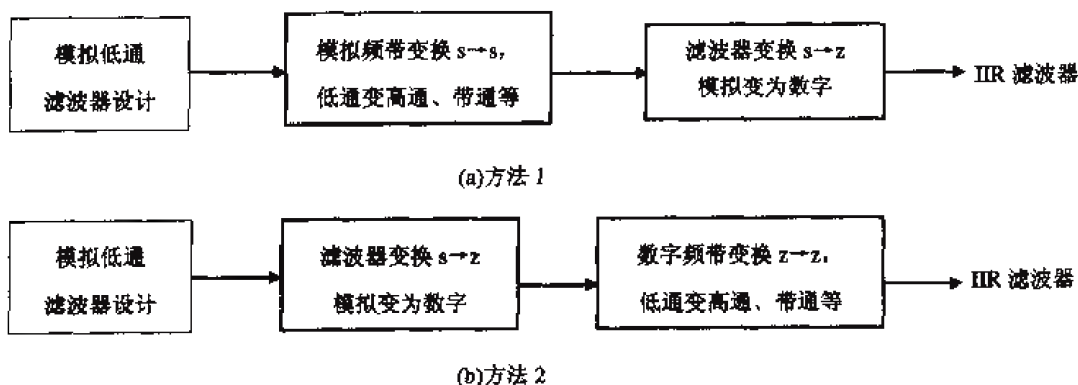 模拟低通
滤波器设计
模拟频带变换 s→s,
低通变高通、带通等
滤波器变换 s→z
模拟变为数字
IIR 滤波器
(a)方法 1
模拟低通
滤波器设计
滤波器变换 s→z
模拟变为数字
数字频带变换 z→z,
低通变高通、带通等
IIR 滤波器
(b)方法 2